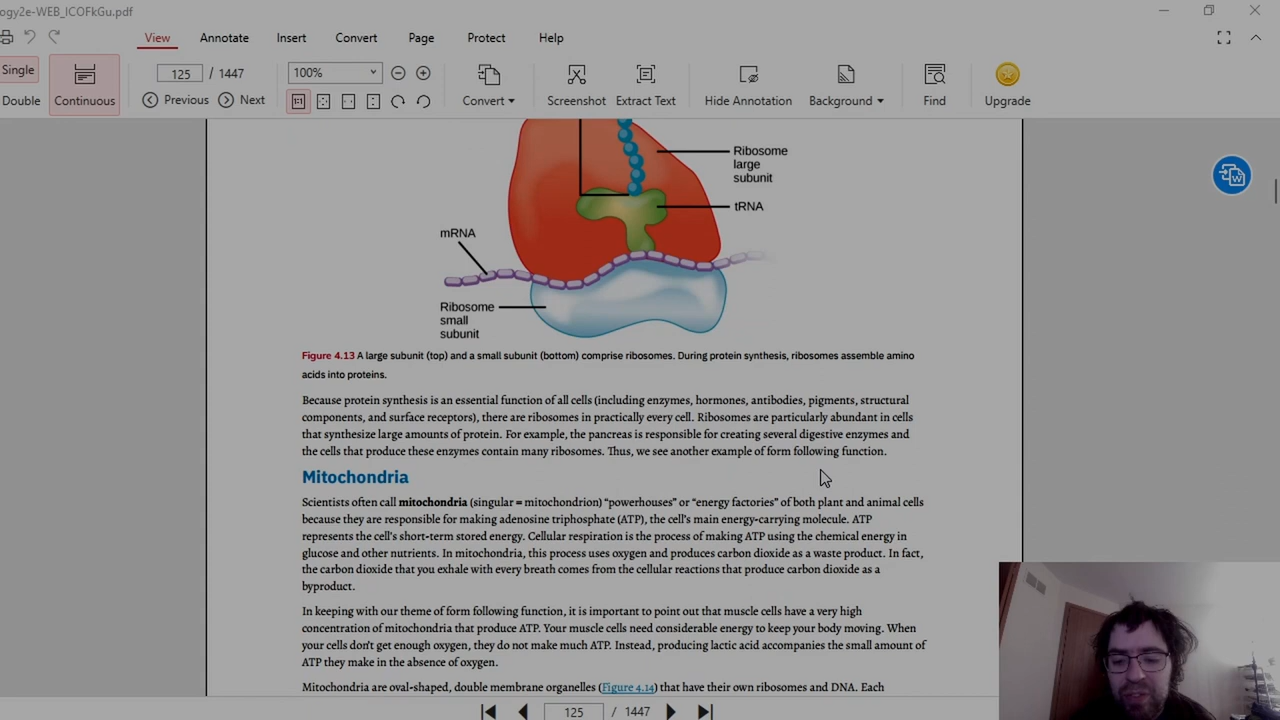 ogy2e-WEB_ICOFkGu.pdf
View Annotate Insert Convert Page Protect Help
Single
Double
Continuous
125 / 1447
Previous Next
100%
Convert
Screenshot
Extract Text
Hide Annotation
Background
Find
Upgrade
Ribosome
large
subunit
tRNA
mRNA
Ribosome
small
subunit
Figure 4.13 A large subunit (top) and a small subunit (bottom) comprise ribosomes. During protein synthesis, ribosomes assemble amino
acids into proteins.
Because protein synthesis is an essential function of all cells (including enzymes, hormones, antibodies, pigments, structural
components, and surface receptors), there are ribosomes in practically every cell. Ribosomes are particularly abundant in cells
that synthesize large amounts of protein. For example, the pancreas is responsible for creating several digestive enzymes and
the cells that produce these enzymes contain many ribosomes. Thus, we see another example of form following function.
Mitochondria
Scientists often call mitochondria (singular = mitochondrion) “powerhouses” or “energy factories” of both plant and animal cells
because they are responsible for making adenosine triphosphate (ATP), the cell’s main energy-carrying molecule. ATP
represents the cell’s short-term stored energy. Cellular respiration is the process of making ATP using the chemical energy in
glucose and other nutrients. In mitochondria, this process uses oxygen and produces carbon dioxide as a waste product. In fact,
the carbon dioxide that you exhale with every breath comes from the cellular reactions that produce carbon dioxide as a
byproduct.
In keeping with our theme of form following function, it is important to point out that muscle cells have a very high
concentration of mitochondria that produce ATP. Your muscle cells need considerable energy to keep your body moving. When
your cells don’t get enough oxygen, they do not make much ATP. Instead, producing lactic acid accompanies the small amount of
ATP they make in the absence of oxygen.
Mitochondria are oval-shaped, double membrane organelles (Figure 4.14) that have their own ribosomes and DNA. Each
125 / 1447